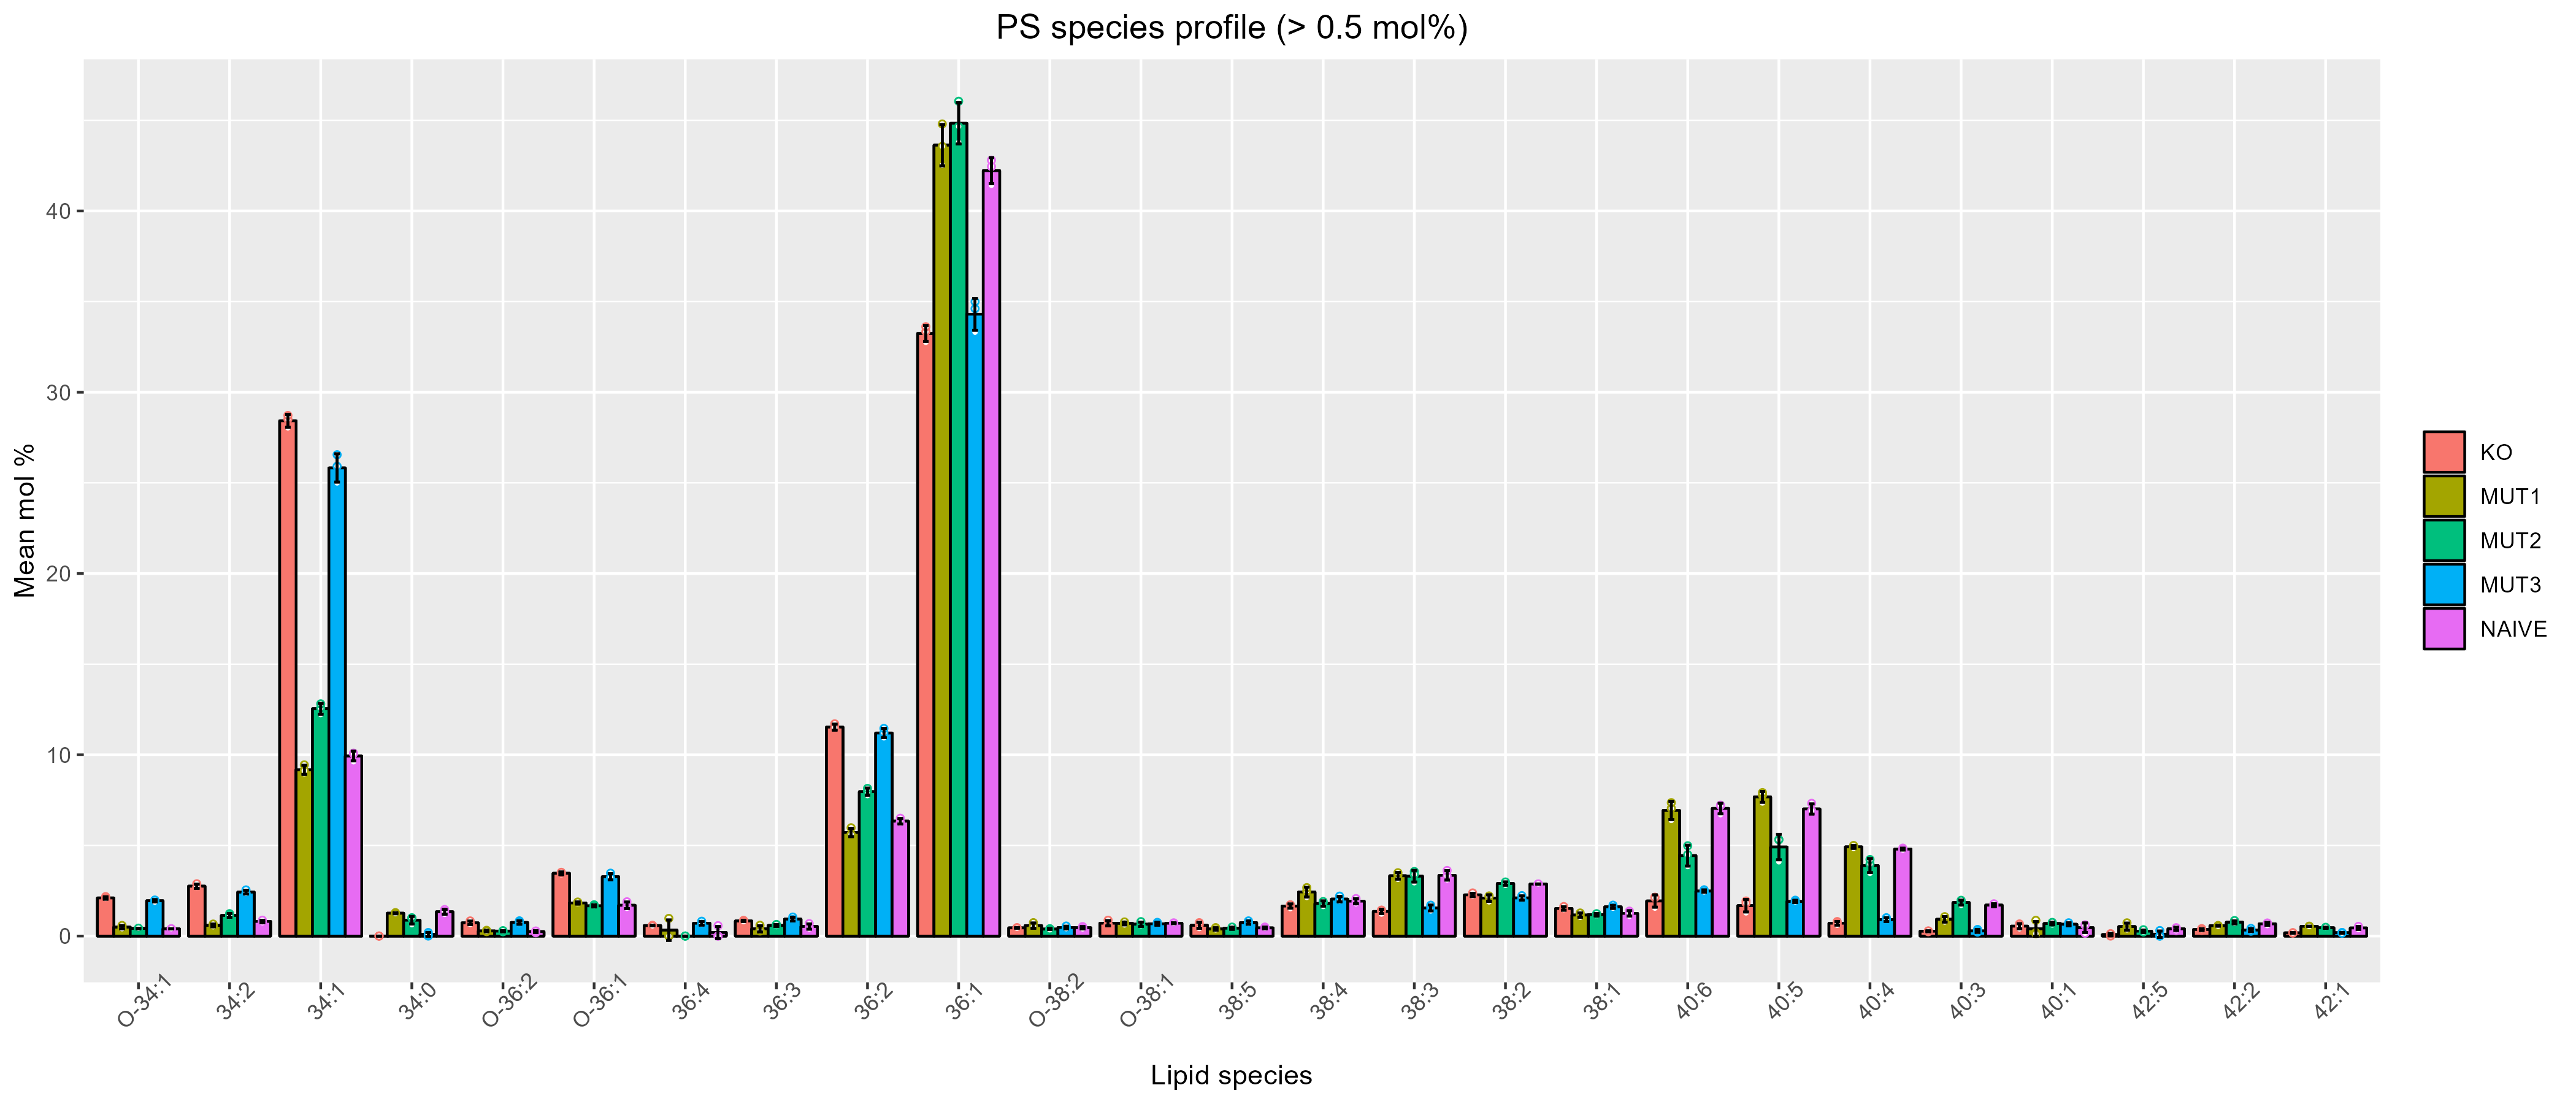 PS species profile (> 0.5 mol%)
Mean mol %
40
30
20
10
0
O-34:1
34:2
34:1
34:0
O-36:2
O-36:1
36:4
36:3
36:2
36:1
O-38:2
O-38:1
38:5
38:4
38:3
38:2
38:1
40:6
40:5
40:4
40:3
40:1
42:5
42:2
42:1
Lipid species
KO
MUT1
MUT2
MUT3
NAIVE